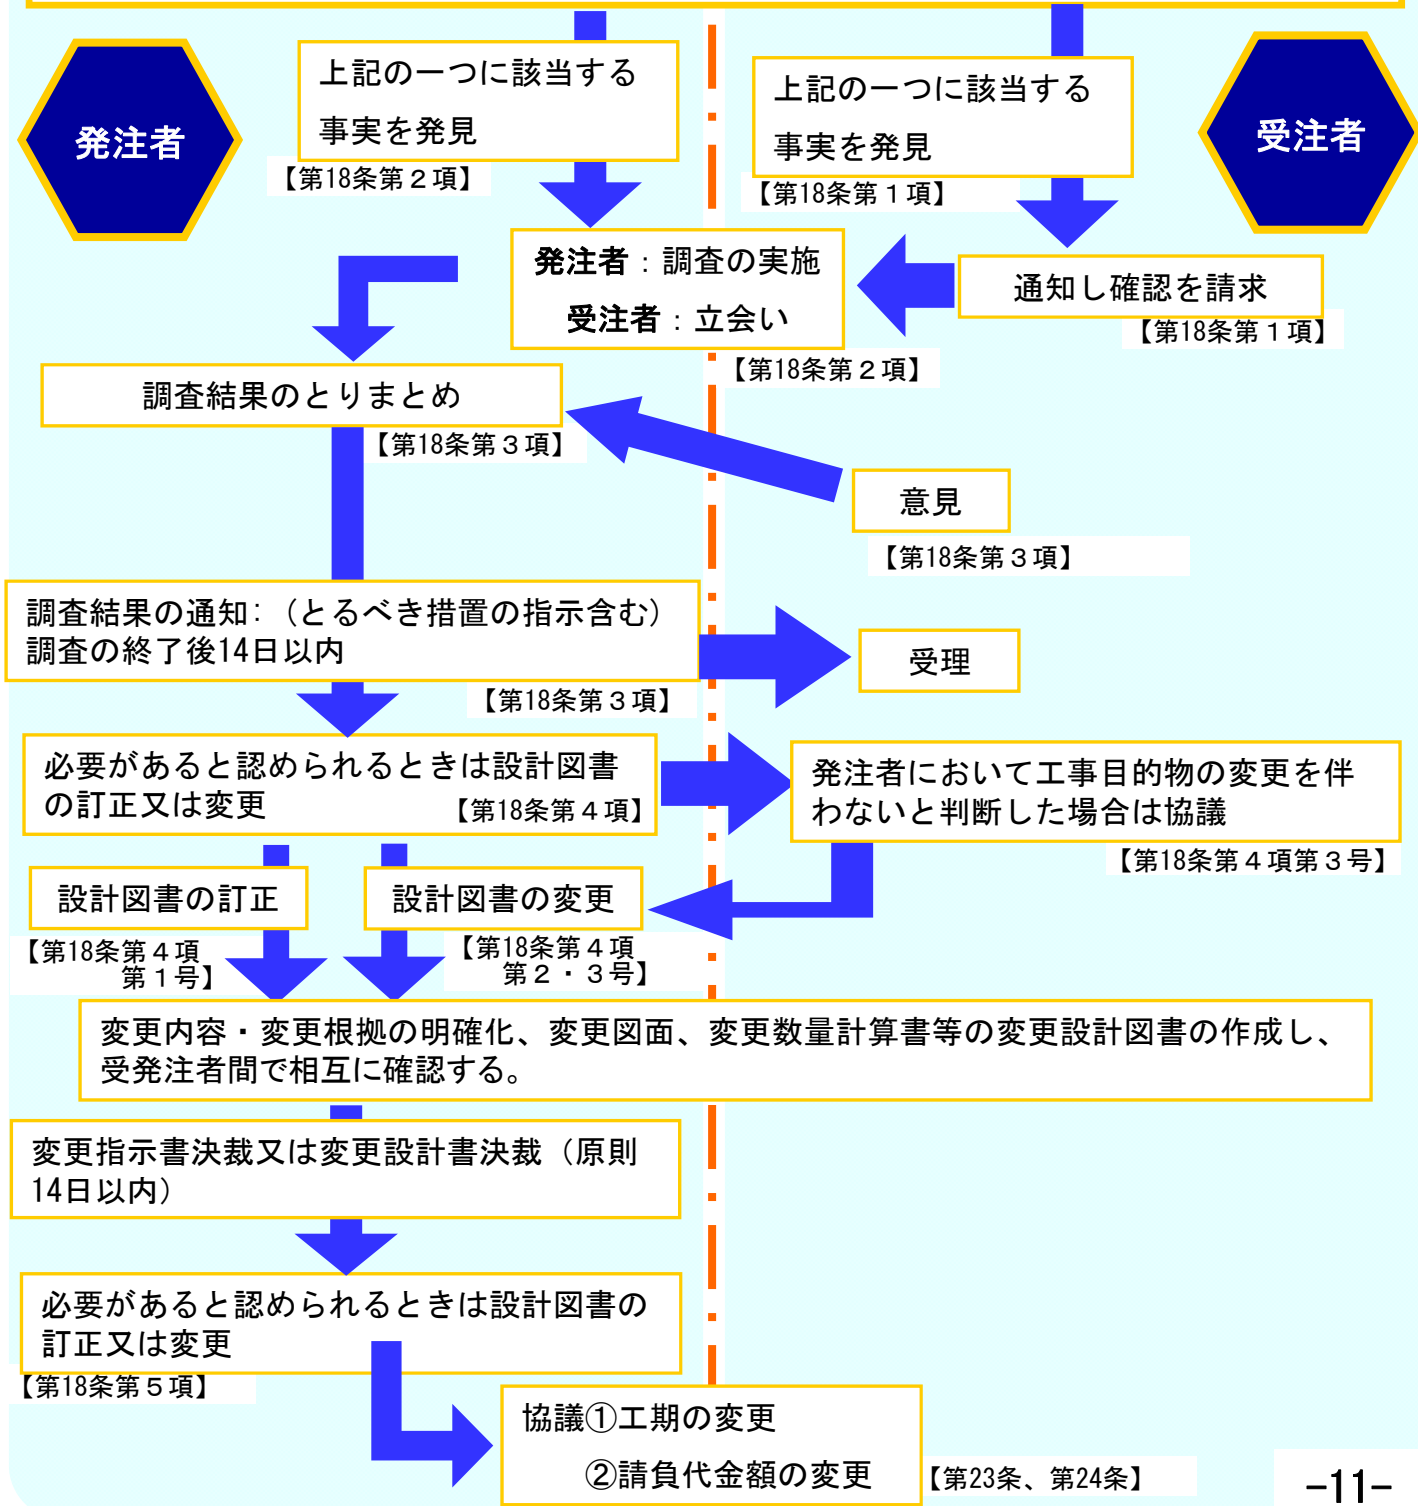 発注者
上記の一つに該当する
事実を発見
【第18条第２項】
上記の一つに該当する
事実を発見
【第18条第１項】
受注者
発注者：調査の実施
受注者：立会い
【第18条第２項】
通知し確認を請求
【第18条第１項】
調査結果のとりまとめ
【第18条第３項】
意見
【第18条第３項】
調査結果の通知：（とるべき措置の指示含む）
調査の終了後14日以内
【第18条第３項】
受理
必要があると認められるときは設計図書
の訂正又は変更
【第18条第４項】
発注者において工事目的物の変更を伴
わないと判断した場合は協議
【第18条第４項第３号】
設計図書の訂正
【第18条第４項
第１号】
設計図書の変更
【第18条第４項
第２・３号】
変更内容・変更根拠の明確化、変更図面、変更数量計算書等の変更設計図書の作成し、
受発注者間で相互に確認する。
変更指示書決裁又は変更設計書決裁（原則
14日以内）
必要があると認められるときは設計図書の
訂正又は変更
【第18条第５項】
協議①工期の変更
②請負代金額の変更
【第23条、第24条】
-11-